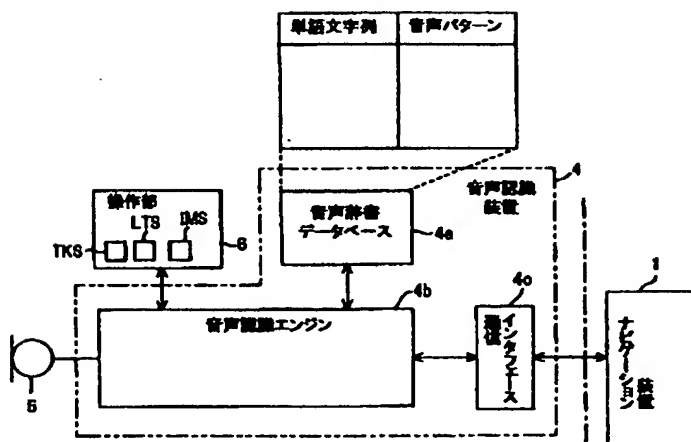 単語文字列
音声パターン
4
音声認識
装置
操作部
LTS
IMS
TKS
6
音声辞書
データベース
4a
4b
音声認識エンジン
4c
通信
インタフェース
1
ナビゲーション
装置
5